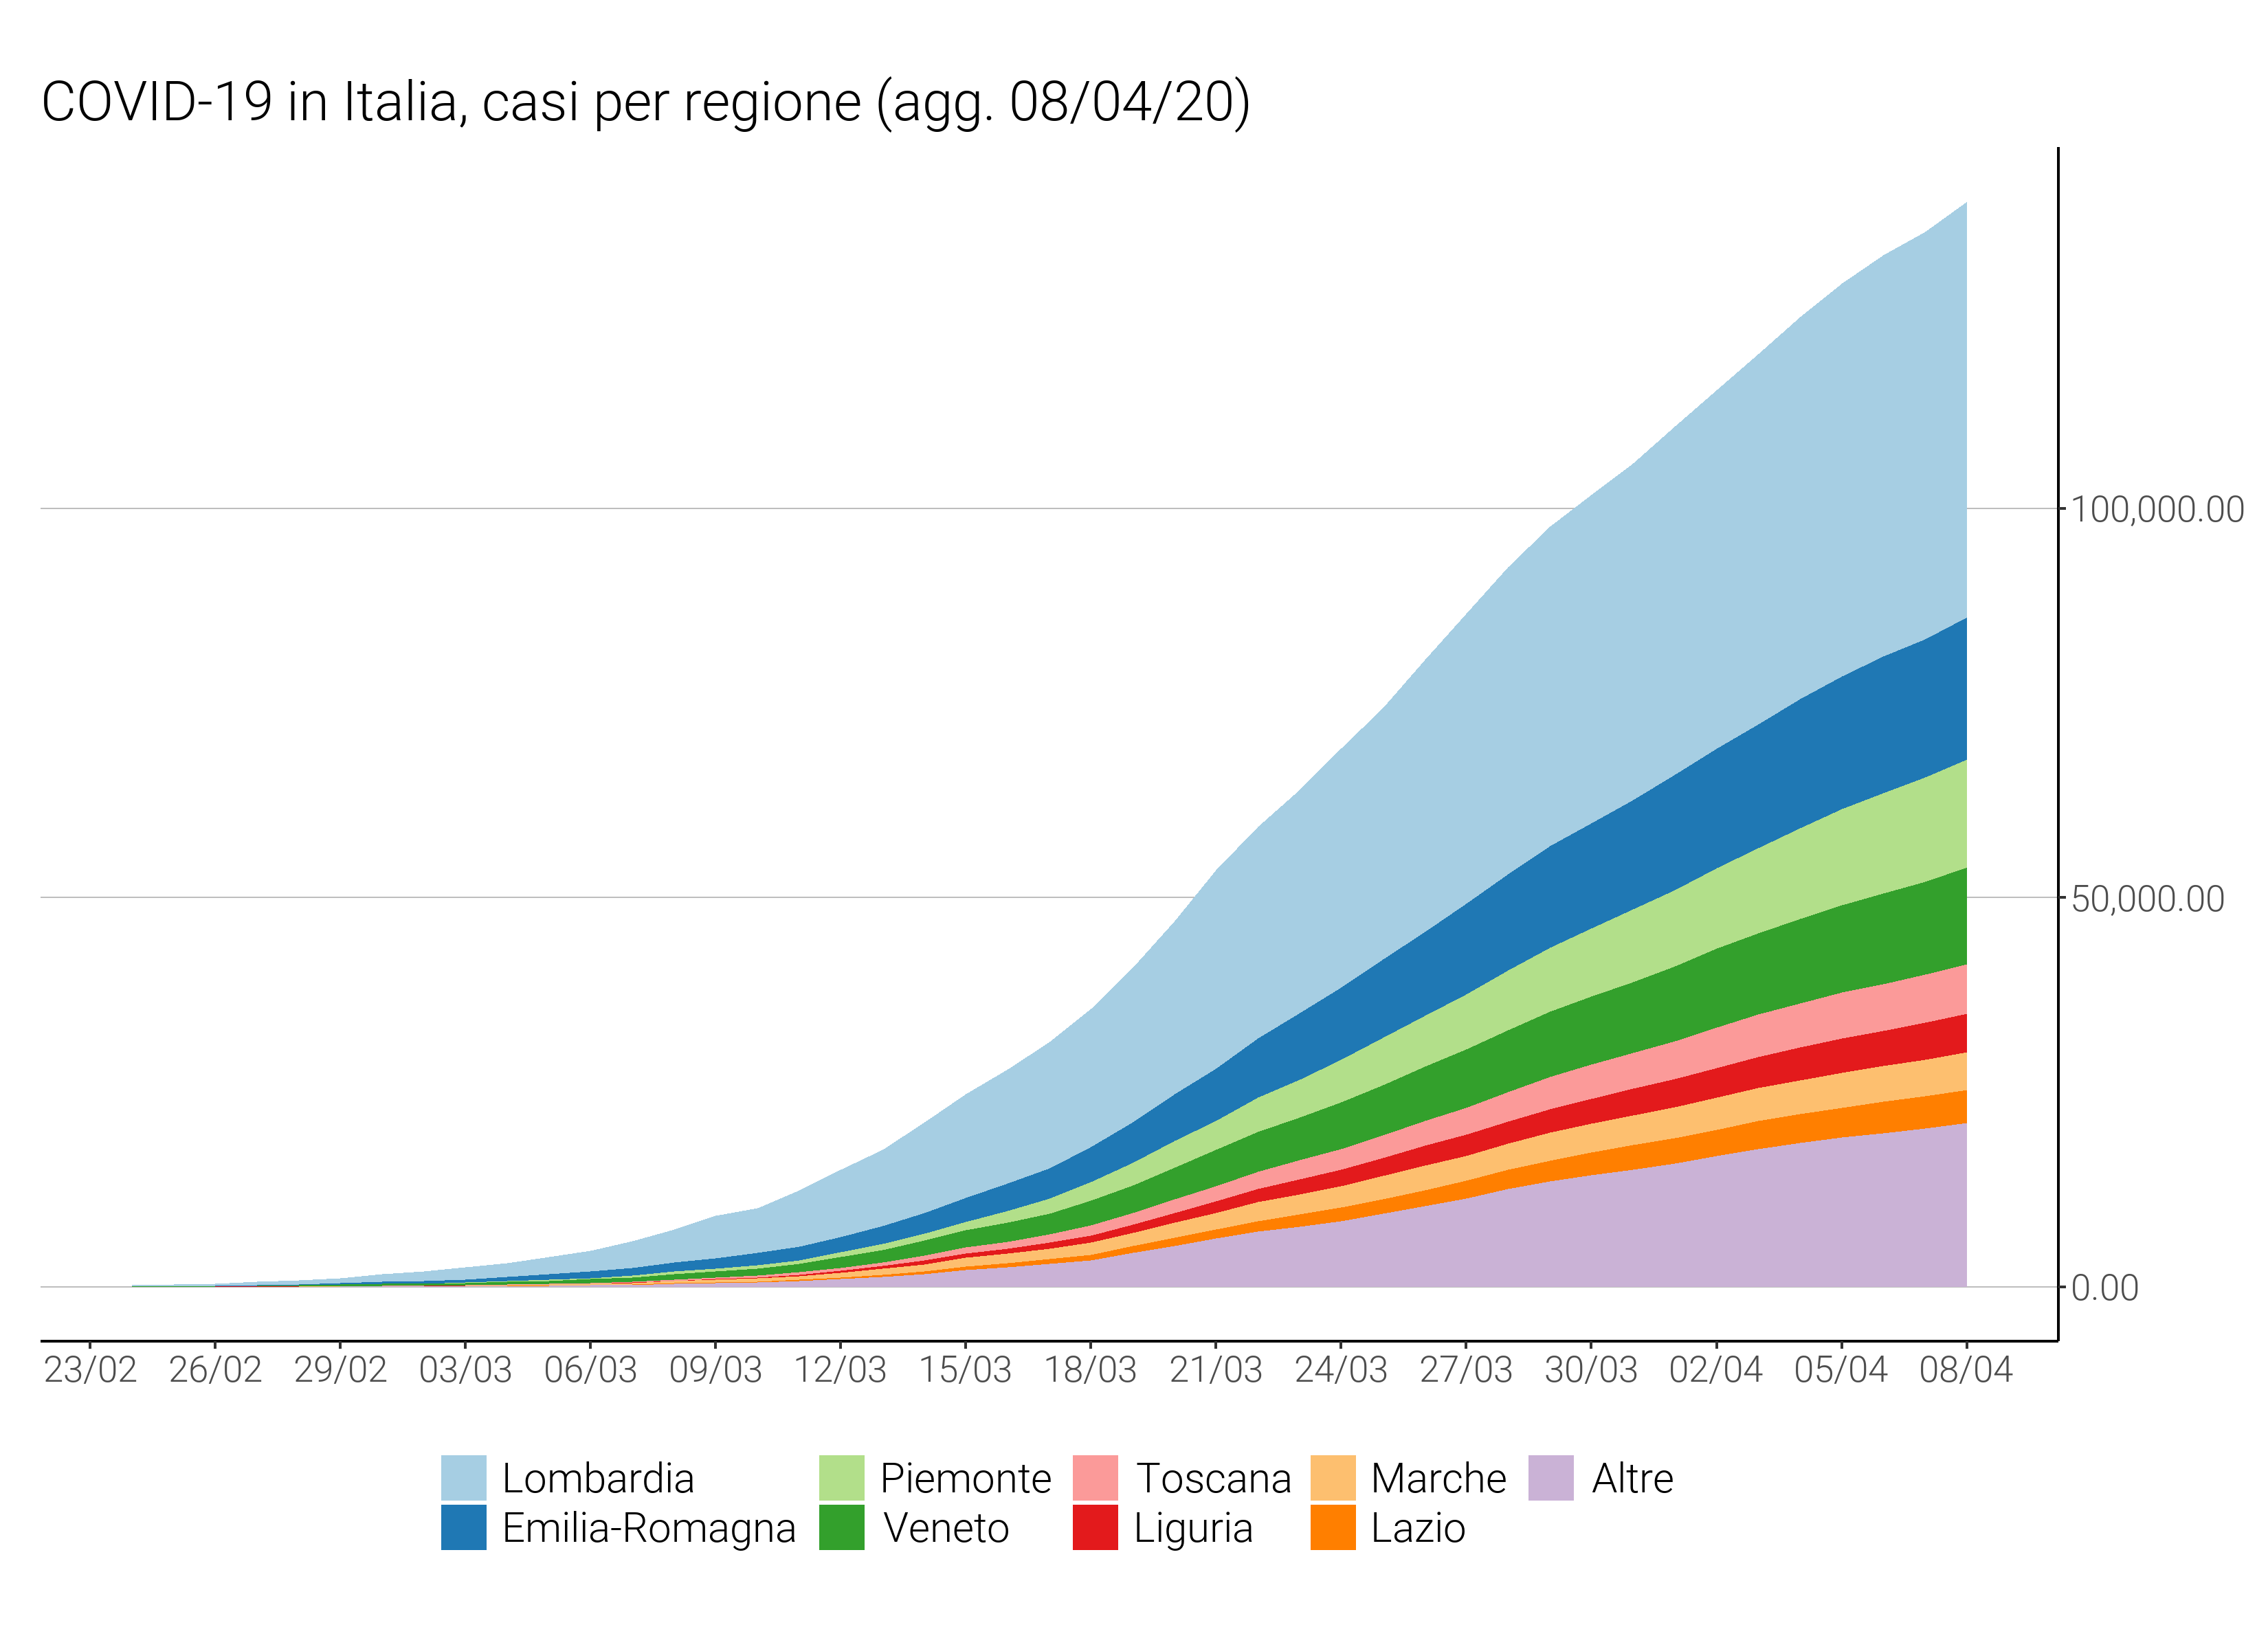 COVID-19 in Italia, casi per regione (agg. 08/04/20)
100,000.00
50,000.00
0.00
23/02 26/02 29/02 03/03 06/03 09/03 12/03 15/03 18/03 21/03 24/03 27/03 30/03 02/04 05/04 08/04
Lombardia Piemonte Toscana Marche Altre
Emilia-Romagna Veneto Liguria Lazio